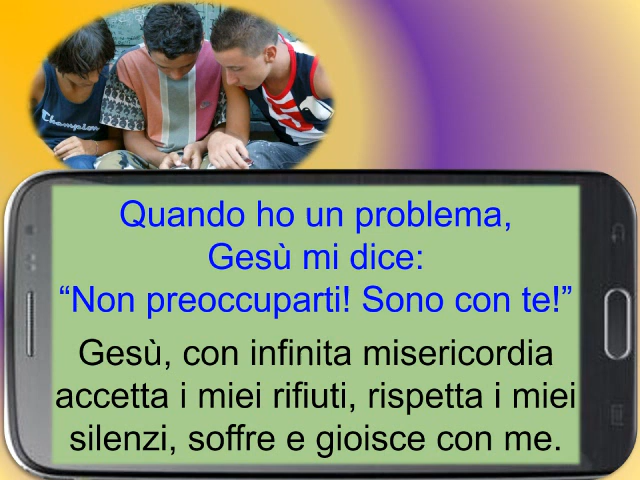 Champion
Quando ho un problema,
Gesù mi dice:
“Non preoccuparti! Sono con te!”
Gesù, con infinita misericordia
accetta i miei rifiuti, rispetta i miei
silenzi, soffre e gioisce con me.